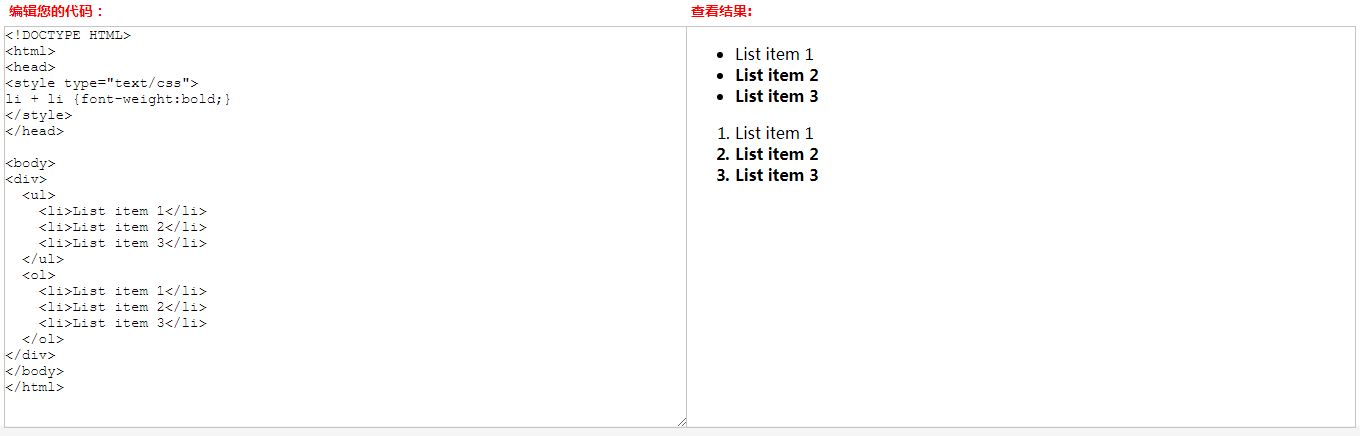 编辑您的代码：
查看结果:
<!DOCTYPE HTML>
<html>
<head>
<style type="text/css">
li + li {font-weight:bold;}
</style>
</head>

<body>
<div>
  <ul>
    <li>List item 1</li>
    <li>List item 2</li>
    <li>List item 3</li>
  </ul>
  <ol>
    <li>List item 1</li>
    <li>List item 2</li>
    <li>List item 3</li>
  </ol>
</div>
</body>
</html>
• List item 1
• List item 2
• List item 3
1. List item 1
2. List item 2
3. List item 3